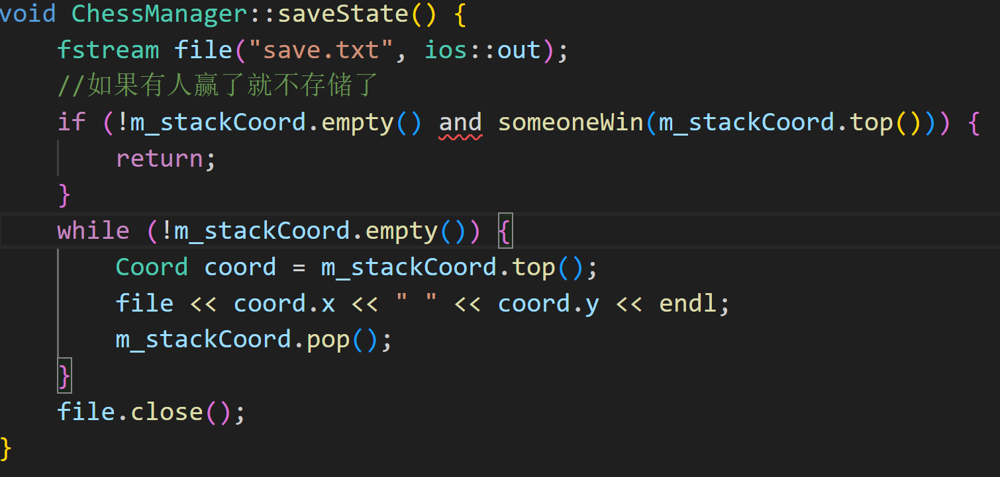 void ChessManager::saveState() {
    fstream file("save.txt", ios::out);
    //如果有人赢了就不存储了
    if (!m_stackCoord.empty() and someoneWin(m_stackCoord.top())) {
        return;
    }
    while (!m_stackCoord.empty()) {
        Coord coord = m_stackCoord.top();
        file << coord.x << " " << coord.y << endl;
        m_stackCoord.pop();
    }
    file.close();
}